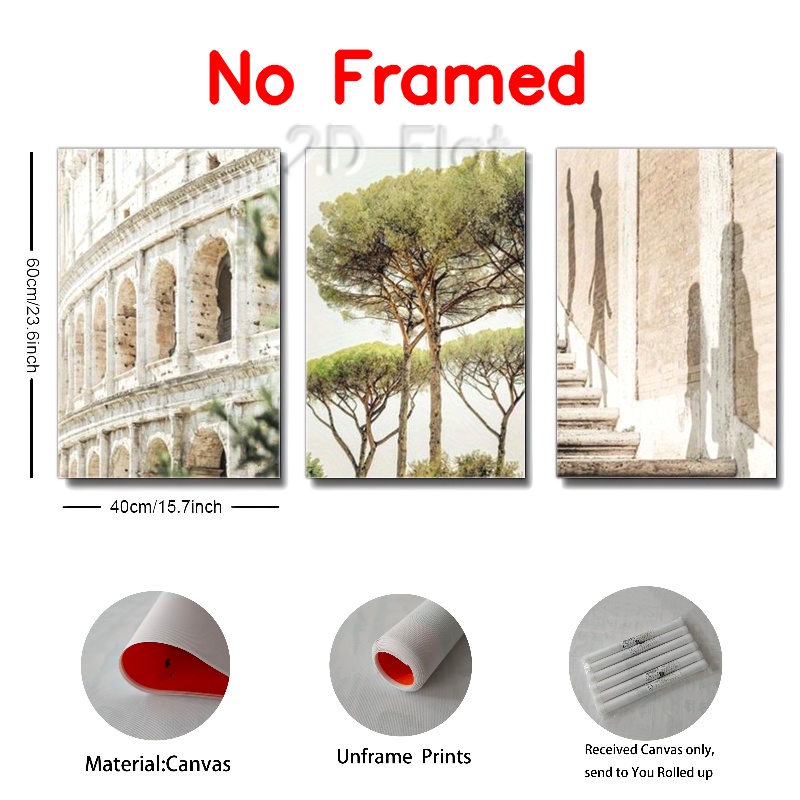 No Framed
2D Flat
60cm/23.6inch
40cm/15.7inch
Material:Canvas
Unframe Prints
Received Canvas only,
send to You Rolled up